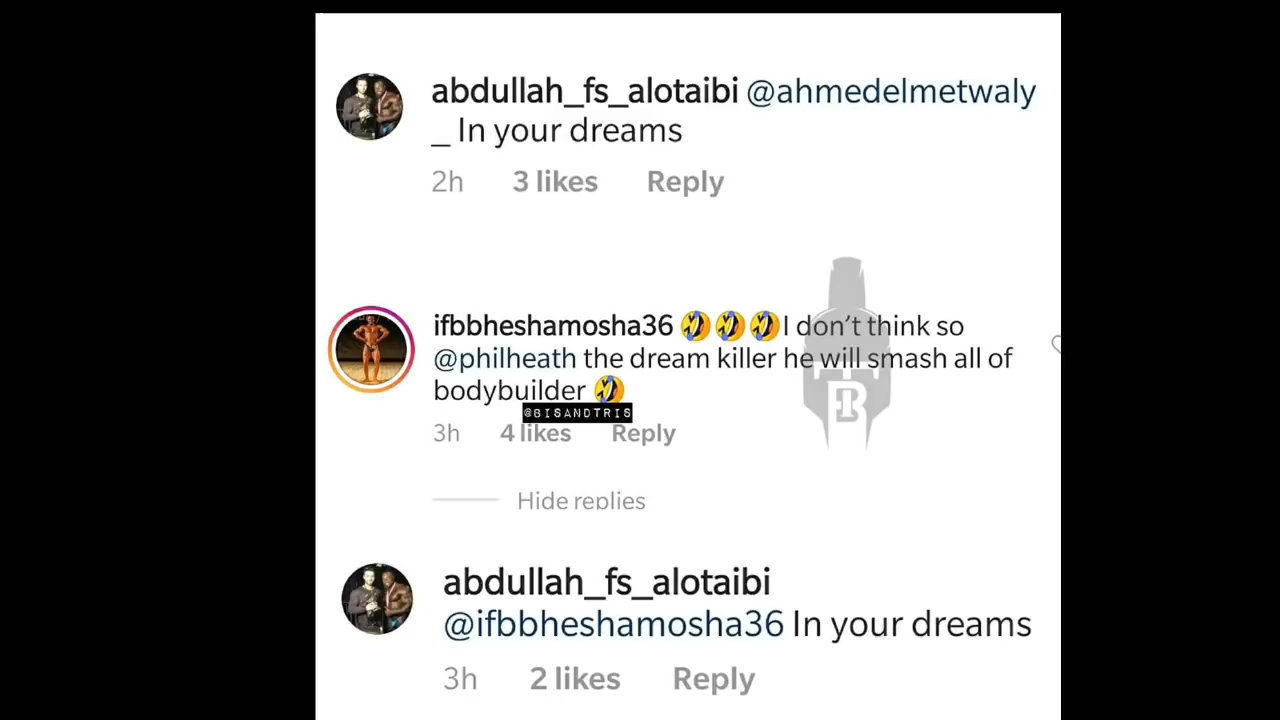 abdullah_fs_alotaibi @ahmedelmetwaly
_ In your dreams
2h 3 likes Reply
ifbbheshamosha36 🤣🤣🤣I don’t think so
@philheath the dream killer he will smash all of
bodybuilder 🤣
@BISANDTRIS
3h 4 likes Reply
Hide replies
abdullah_fs_alotaibi
@ifbbheshamosha36 In your dreams
3h 2 likes Reply